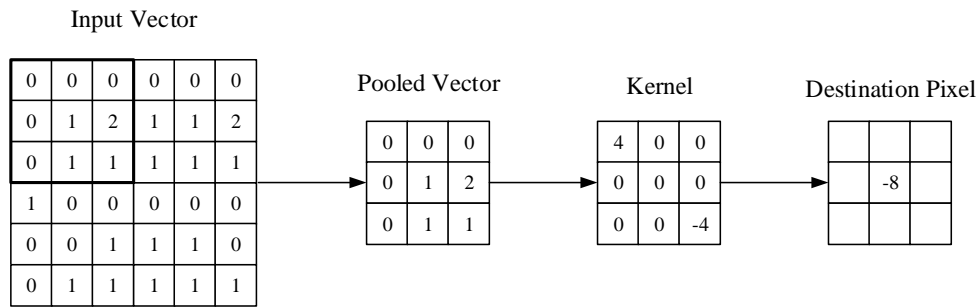 Input Vector
0 0 0 0 0 0
0 1 2 1 1 2
0 1 1 1 1 1
1 0 0 0 0 0
0 0 1 1 1 0
0 1 1 1 1 1
Pooled Vector
0 0 0
0 1 2
0 1 1
Kernel
4 0 0
0 0 0
0 0 -4
Destination Pixel
-8